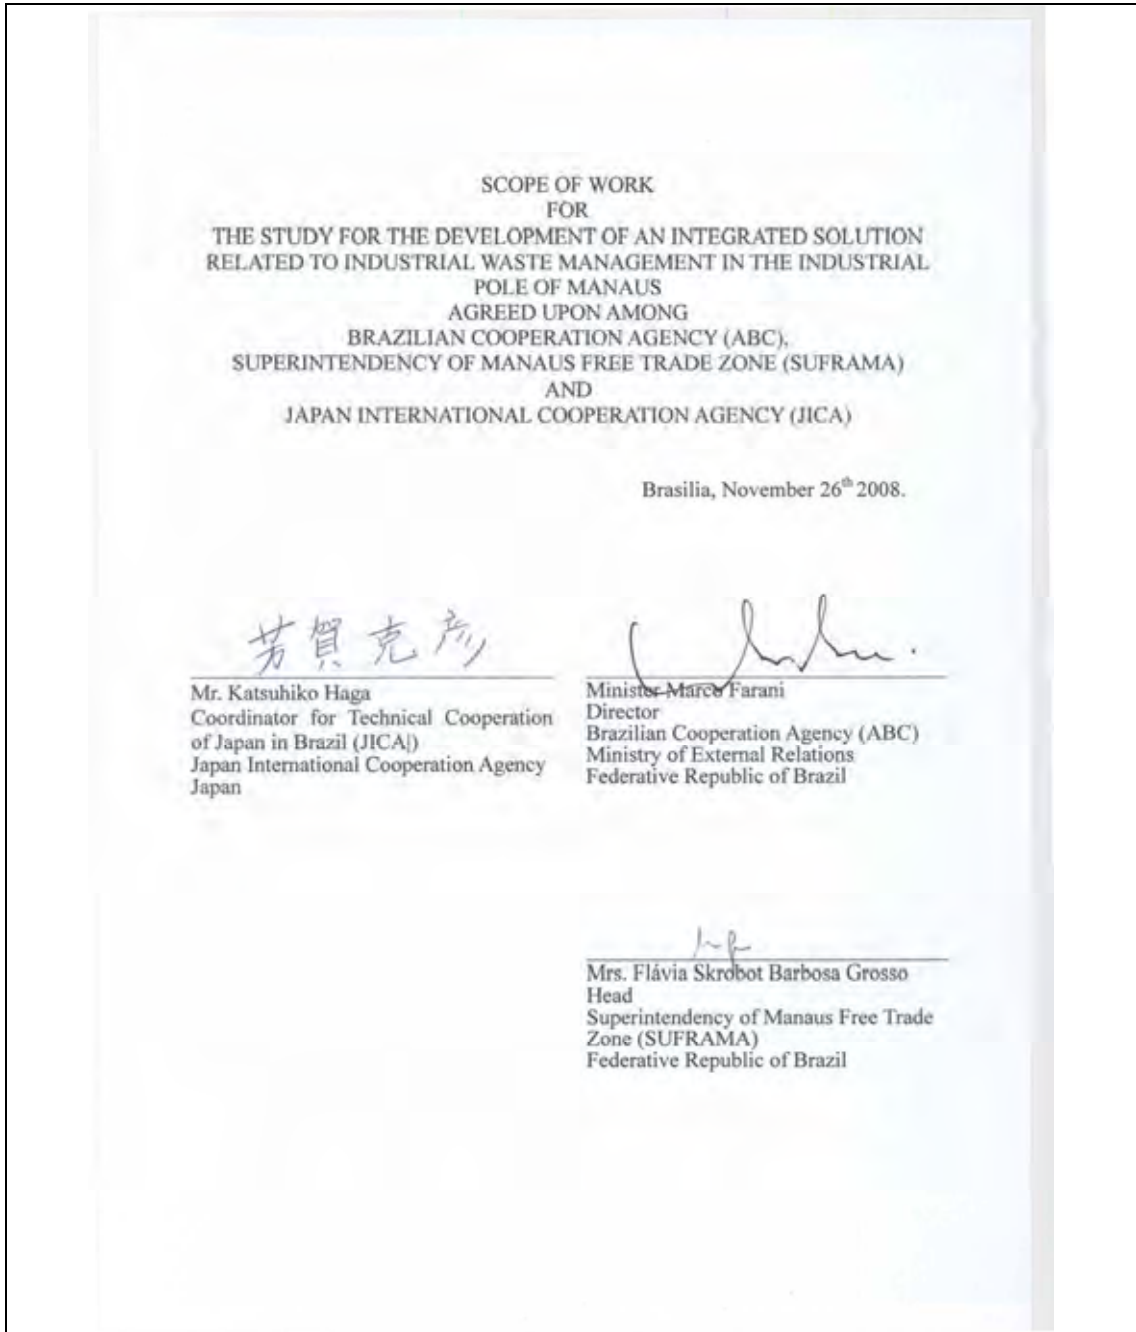 SCOPE OF WORK
FOR
THE STUDY FOR THE DEVELOPMENT OF AN INTEGRATED SOLUTION
RELATED TO INDUSTRIAL WASTE MANAGEMENT IN THE INDUSTRIAL
POLE OF MANAUS
AGREED UPON AMONG
BRAZILIAN COOPERATION AGENCY (ABC),
SUPERINTENDENCY OF MANAUS FREE TRADE ZONE (SUFRAMA)
AND
JAPAN INTERNATIONAL COOPERATION AGENCY (JICA)
Brasilia, November 26th 2008.
芳賀克彦
Mr. Katsuhiko Haga
Coordinator for Technical Cooperation
of Japan in Brazil (JICA|)
Japan International Cooperation Agency
Japan
Minister Marco Farani
Director
Brazilian Cooperation Agency (ABC)
Ministry of External Relations
Federative Republic of Brazil
Mrs. Flávia Skrobot Barbosa Grosso
Head
Superintendency of Manaus Free Trade
Zone (SUFRAMA)
Federative Republic of Brazil